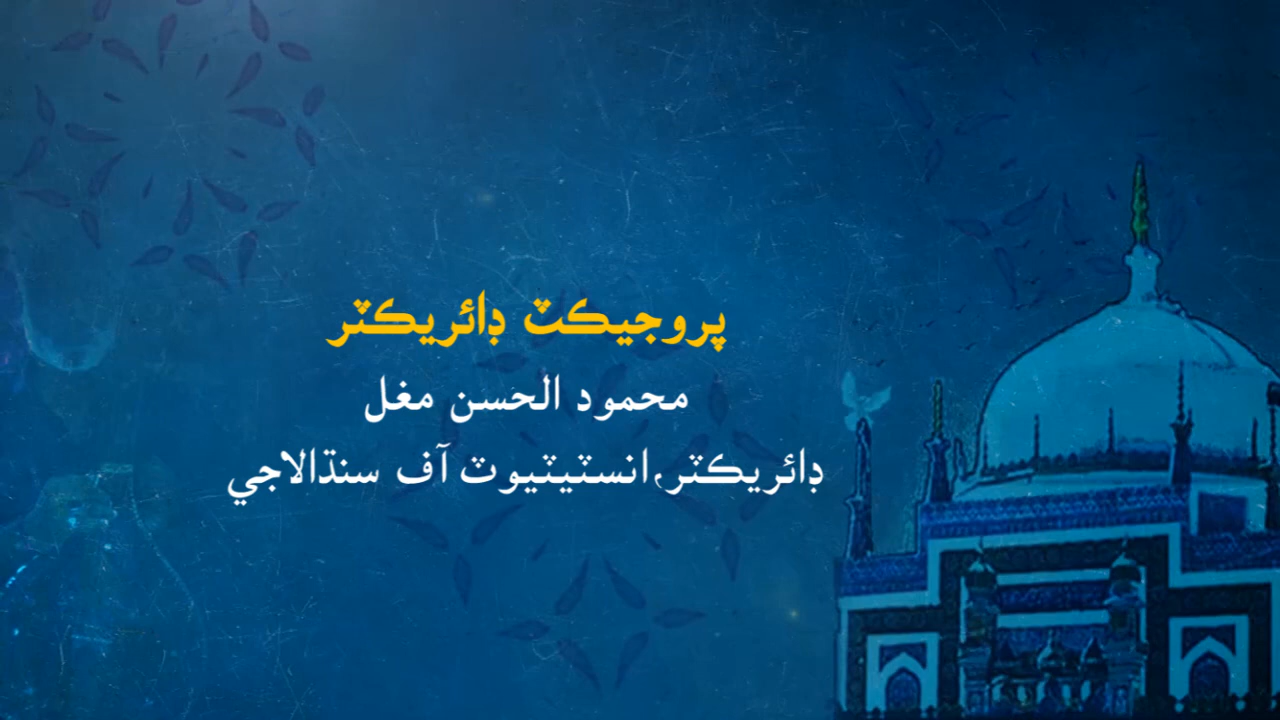 پروجيڪٽ ڊائريڪٽر
محمود الحسن مغل
ڊائريڪٽر، انسٽيٽيوٽ آف سنڌالاجي